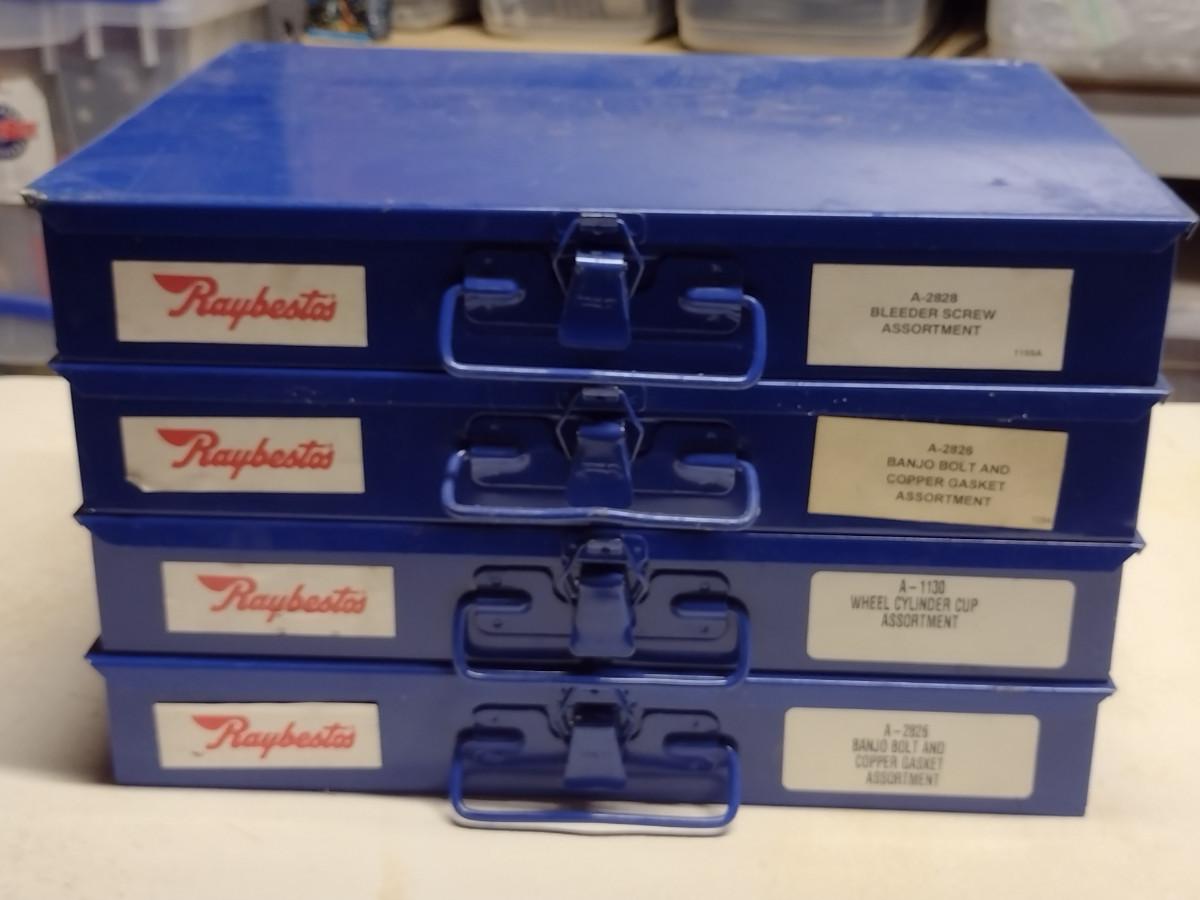 Raybestos
A-2828
BLEEDER SCREW
ASSORTMENT
Raybestos
A-2826
BANJO BOLT AND
COPPER GASKET
ASSORTMENT
Raybestos
A-1130
WHEEL CYLINDER CUP
ASSORTMENT
Raybestos
A-2826
BANJO BOLT AND
COPPER GASKET
ASSORTMENT